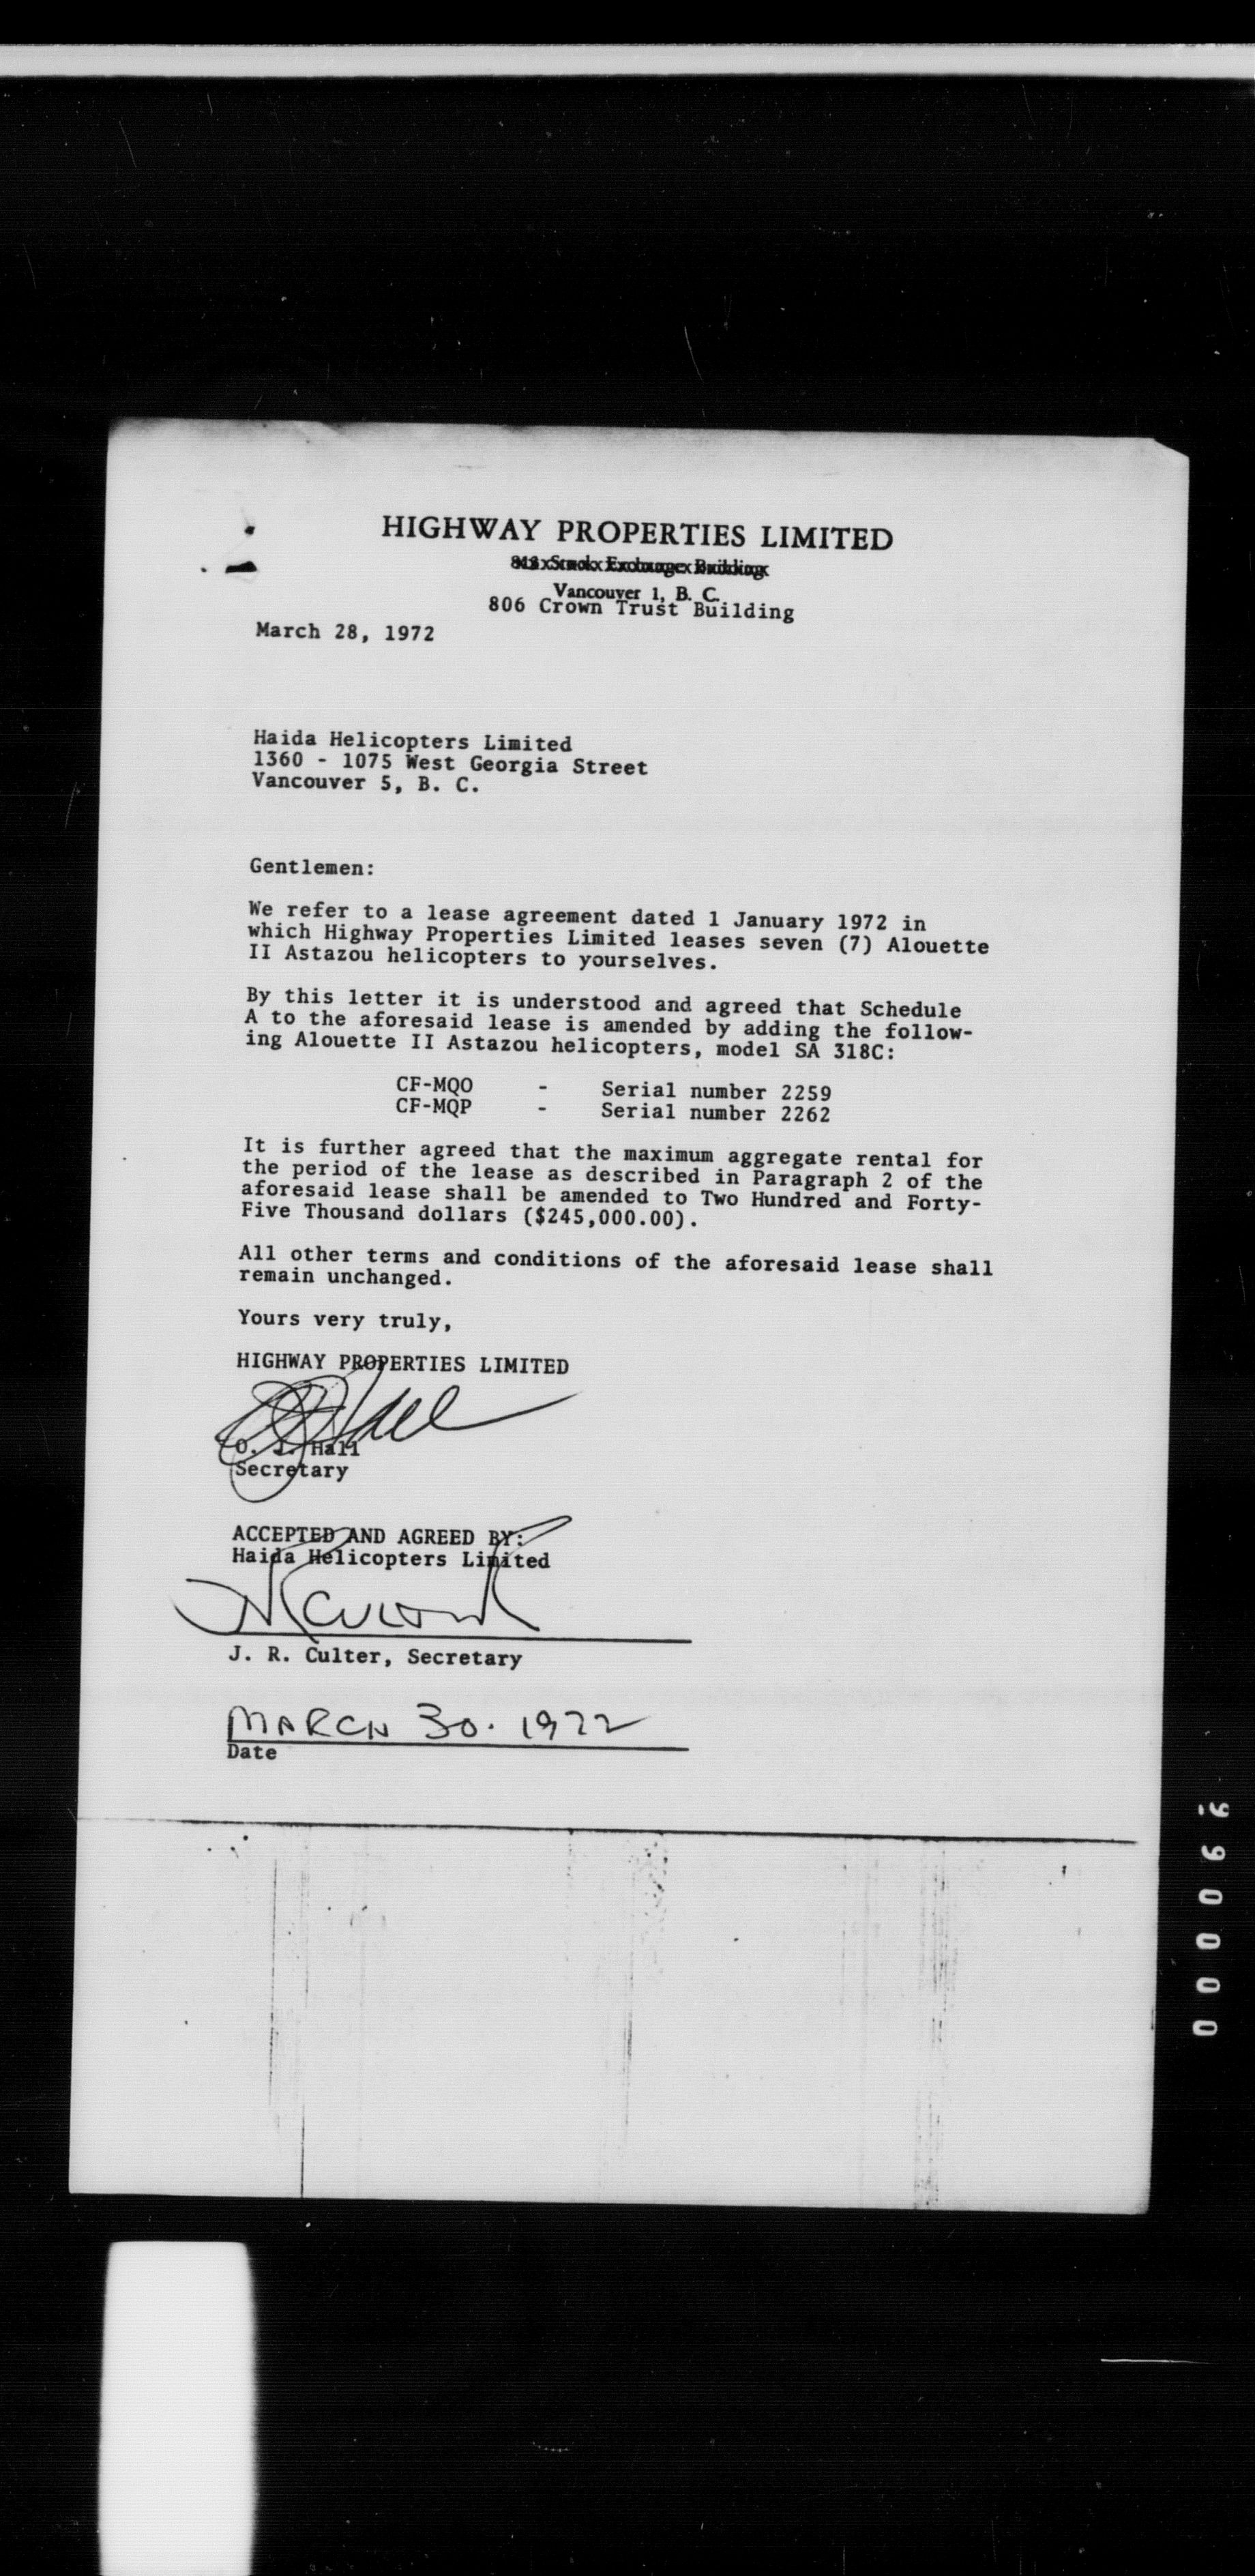 HIGHWAY PROPERTIES LIMITED
Vancouver 1, B. C.
806 Crown Trust Building
March 28, 1972
Haida Helicopters Limited
1360 - 1075 West Georgia Street
Vancouver 5, B. C.
Gentlemen:
We refer to a lease agreement dated 1 January 1972 in
which Highway Properties Limited leases seven (7) Alouette
II Astazou helicopters to yourselves.
By this letter it is understood and agreed that Schedule
A to the aforesaid lease is amended by adding the follow-
ing Alouette II Astazou helicopters, model SA 318C:
CF-MQO - Serial number 2259
CF-MQP - Serial number 2262
It is further agreed that the maximum aggregate rental for
the period of the lease as described in Paragraph 2 of the
aforesaid lease shall be amended to Two Hundred and Forty-
Five Thousand dollars ($245,000.00).
All other terms and conditions of the aforesaid lease shall
remain unchanged.
Yours very truly,
HIGHWAY PROPERTIES LIMITED
O. J. Hall
Secretary
ACCEPTED AND AGREED BY:
Haida Helicopters Limited
J. R. Culter, Secretary
MARCH 30. 1972
Date
000066